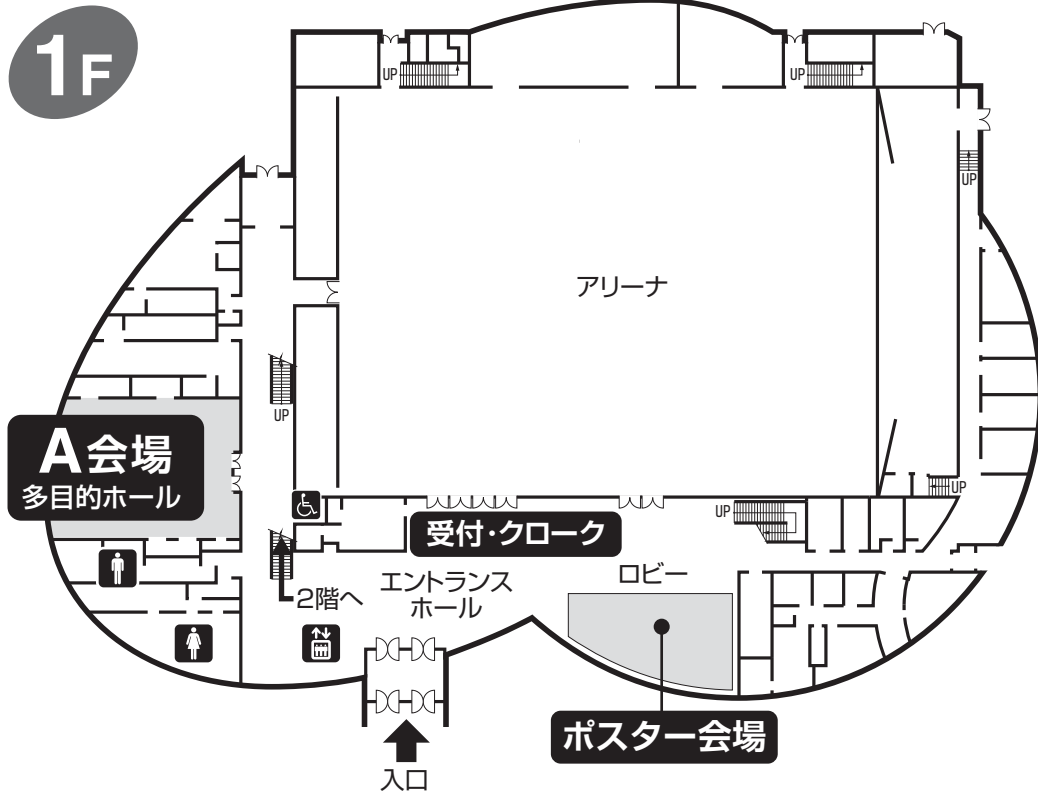 1F
UP
UP
UP
アリーナ
UP
A会場
多目的ホール
UP
UP
受付・クローク
エントランス
ホール
ロビー
2階へ
ポスター会場
入口